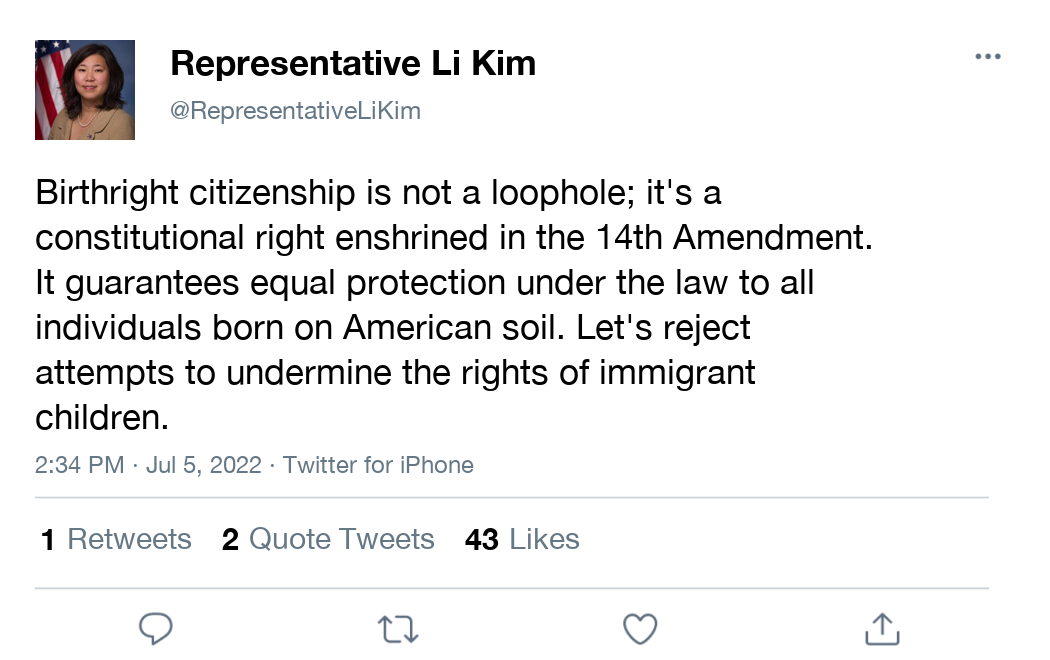 Representative Li Kim
@RepresentativeLiKim
Birthright citizenship is not a loophole; it's a
constitutional right enshrined in the 14th Amendment.
It guarantees equal protection under the law to all
individuals born on American soil. Let's reject
attempts to undermine the rights of immigrant
children.
2:34 PM · Jul 5, 2022 · Twitter for iPhone
1 Retweets 2 Quote Tweets 43 Likes